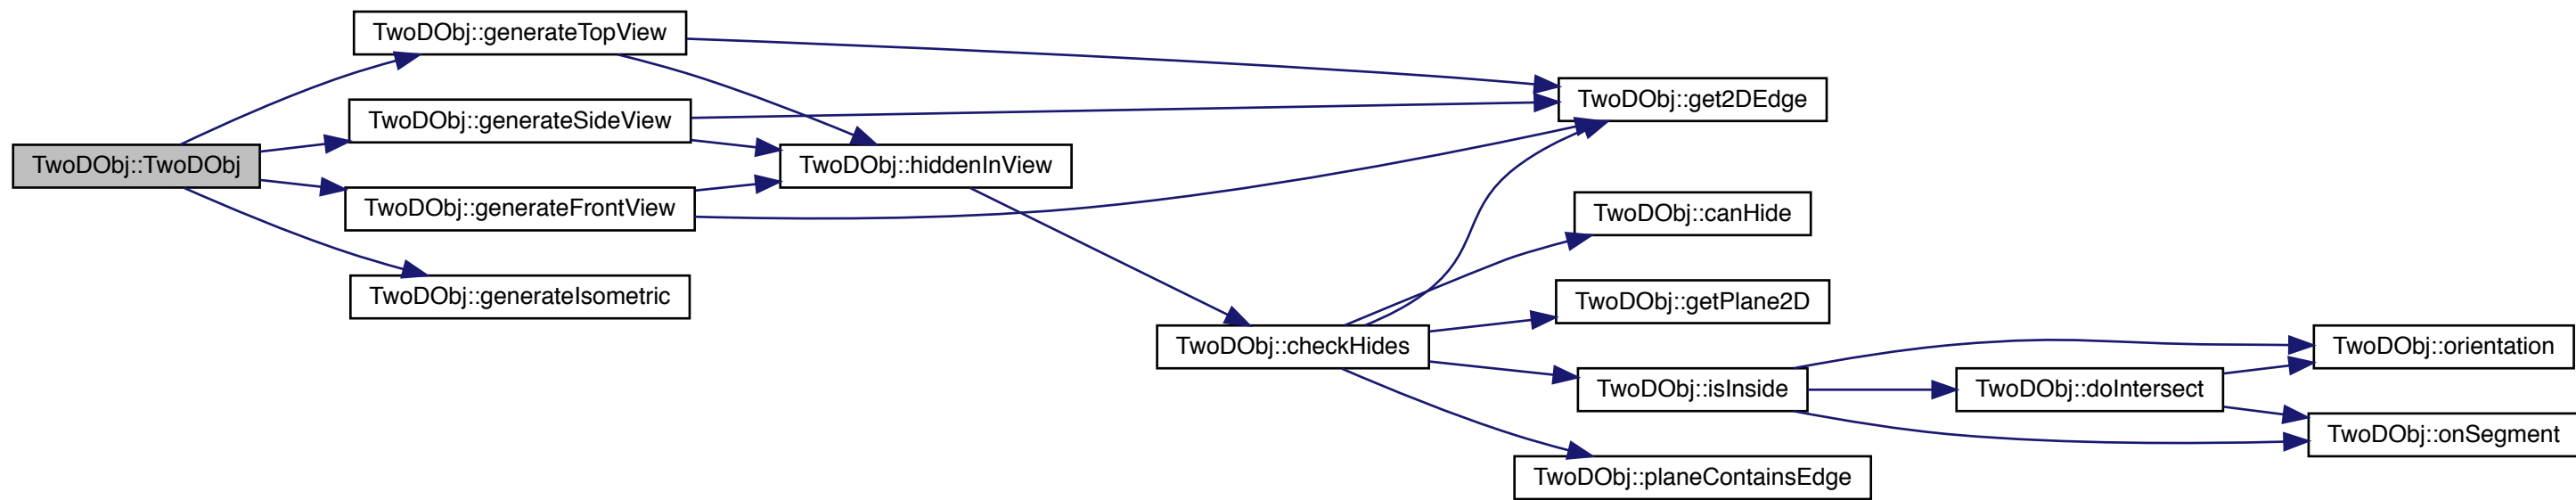 TwoDObj::TwoDObj
TwoDObj::generateTopView
TwoDObj::generateSideView
TwoDObj::generateFrontView
TwoDObj::generateIsometric
TwoDObj::hiddenInView
TwoDObj::checkHides
TwoDObj::get2DEdge
TwoDObj::canHide
TwoDObj::getPlane2D
TwoDObj::isInside
TwoDObj::planeContainsEdge
TwoDObj::doIntersect
TwoDObj::orientation
TwoDObj::onSegment